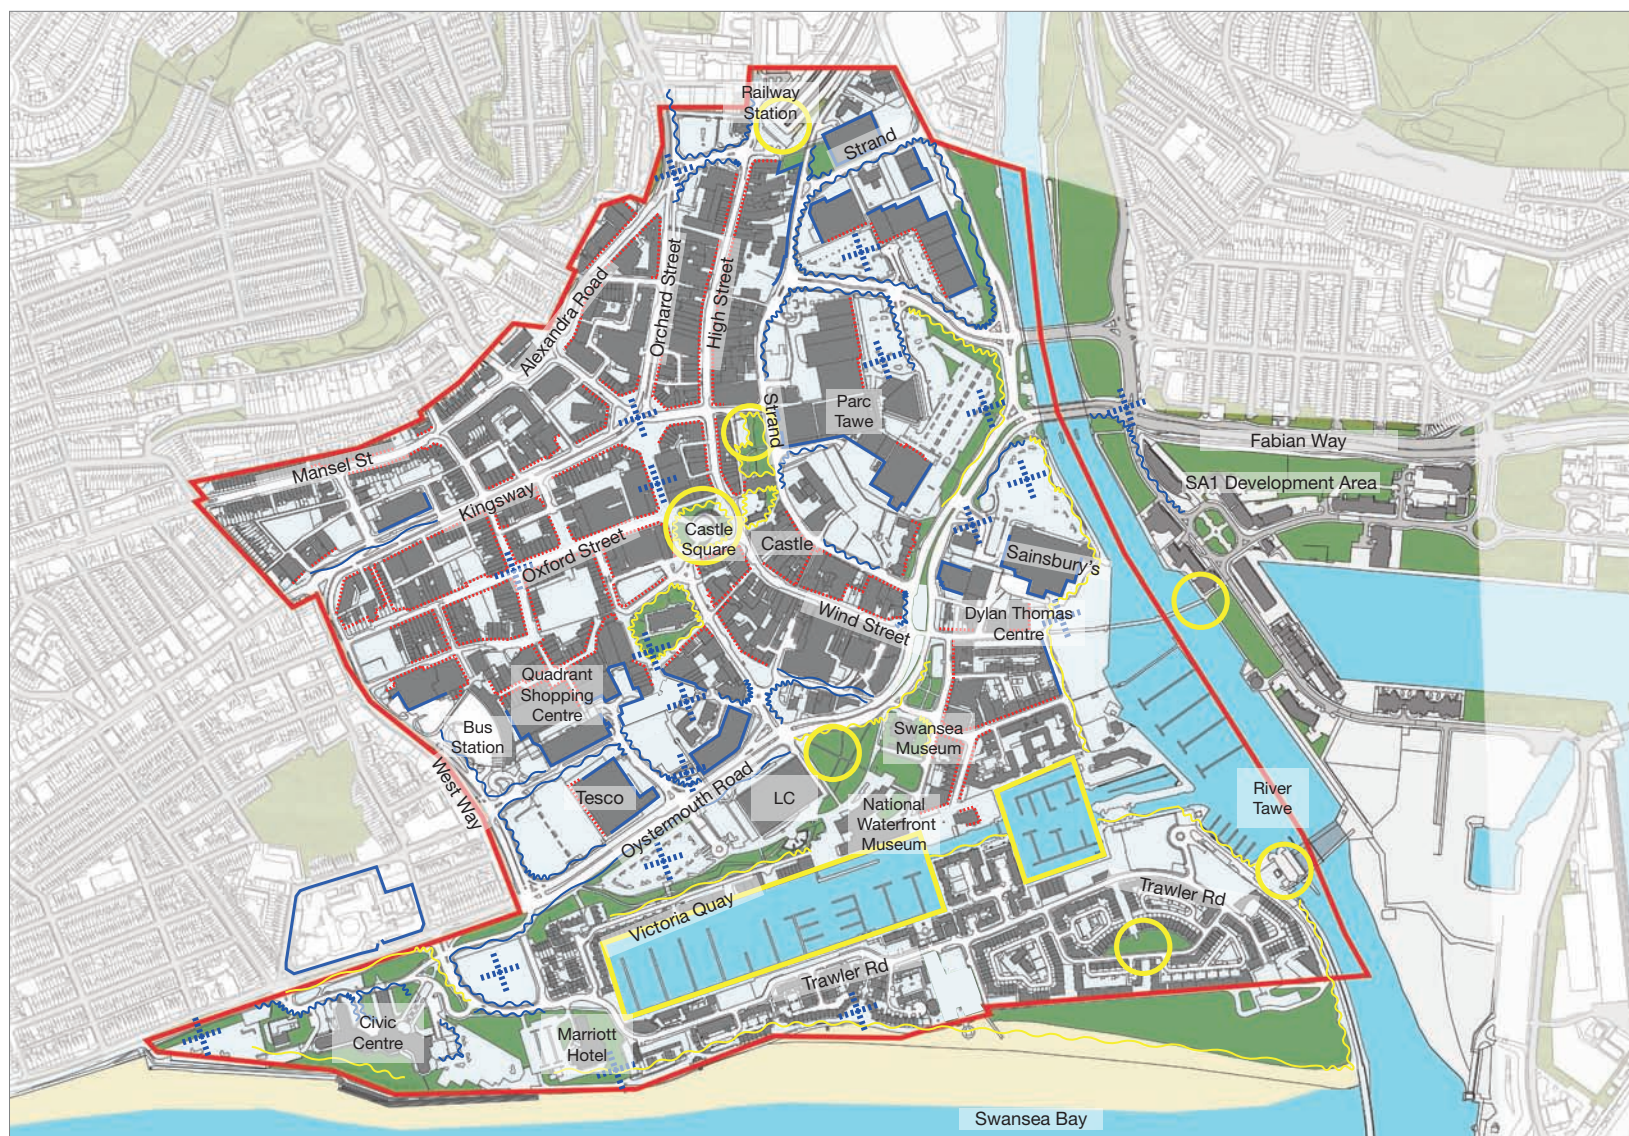 Railway
Station
Strand
Orchard Street
High Street
Alexandra Road
Strand
Parc
Tawe
Fabian Way
Mansel St
SA1 Development Area
Kingsway
Castle
Square
Castle
Oxford Street
Sainsbury's
Wind Street
Dylan Thomas
Centre
Quadrant
Shopping
Centre
Bus
Station
Swansea
Museum
West Way
Tesco
Oystermouth Road
LC
National
Waterfront
Museum
River
Tawe
Victoria Quay
Trawler Rd
Trawler Rd
Civic
Centre
Marriott
Hotel
Swansea Bay